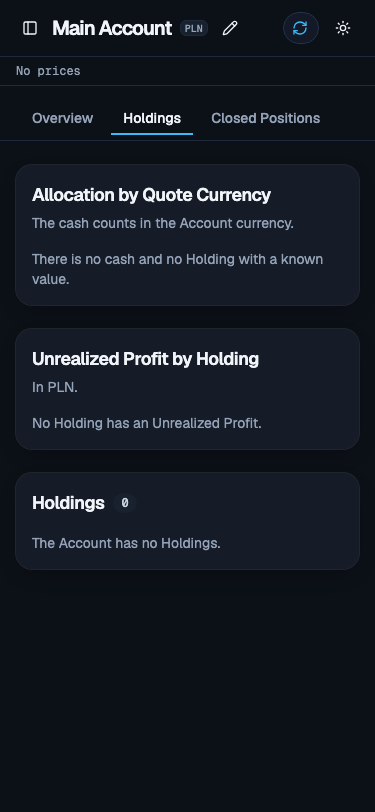 Main Account PLN
No prices
Overview Holdings Closed Positions
Allocation by Quote Currency
The cash counts in the Account currency.
There is no cash and no Holding with a known
value.
Unrealized Profit by Holding
In PLN.
No Holding has an Unrealized Profit.
Holdings 0
The Account has no Holdings.